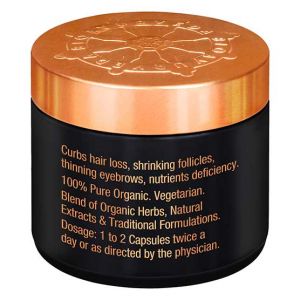 Curbs hair loss, shrinking follicles,
thinning eyebrows, nutrients deficiency.
100% Pure Organic. Vegetarian.
Blend of Organic Herbs, Natural
Extracts & Traditional Formulations.
Dosage: 1 to 2 Capsules twice a
day or as directed by the physician.